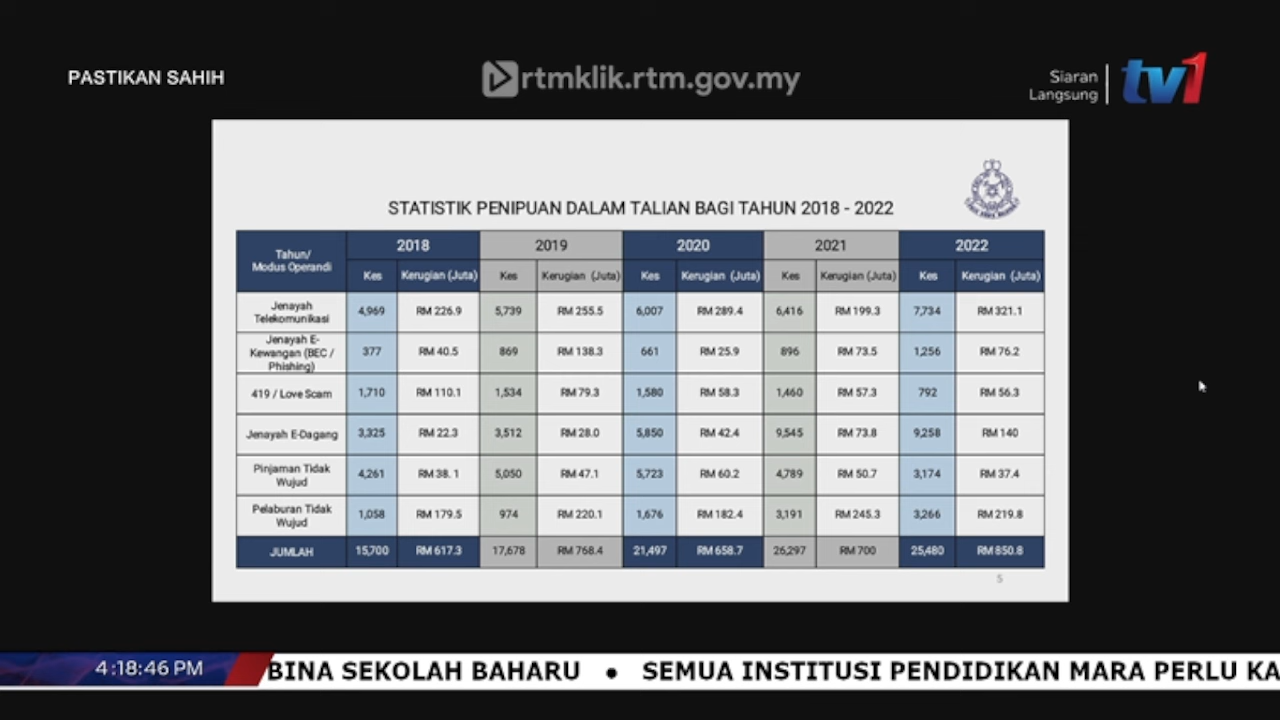 PASTIKAN SAHIH
rtmklik.rtm.gov.my
Siaran
Langsung
tv1
STATISTIK PENIPUAN DALAM TALIAN BAGI TAHUN 2018 - 2022
Tahun/
Modus Operandi
2018 2019 2020 2021 2022
Kes Kerugian (Juta) Kes Kerugian (Juta) Kes Kerugian (Juta) Kes Kerugian (Juta) Kes Kerugian (Juta)
Jenayah
Telekomunikasi
4,969 RM 226.9 5,739 RM 255.5 6,007 RM 289.4 6,416 RM 199.3 7,734 RM 321.1
Jenayah E-
Kewangan (BEC /
Phishing)
377 RM 40.5 869 RM 138.3 661 RM 25.9 896 RM 73.5 1,256 RM 76.2
419 / Love Scam 1,710 RM 110.1 1,534 RM 79.3 1,580 RM 58.3 1,460 RM 57.3 792 RM 56.3
Jenayah E-Dagang 3,325 RM 22.3 3,512 RM 28.0 5,850 RM 42.4 9,545 RM 73.8 9,258 RM 140
Pinjaman Tidak
Wujud
4,261 RM 38. 1 5,050 RM 47.1 5,723 RM 60.2 4,789 RM 50.7 3,174 RM 37.4
Pelaburan Tidak
Wujud
1,058 RM 179.5 974 RM 220.1 1,676 RM 182.4 3,191 RM 245.3 3,266 RM 219.8
JUMLAH 15,700 RM 617.3 17,678 RM 768.4 21,497 RM 658.7 26,297 RM 700 25,480 RM 850.8
5
4:18:46 PM
BINA SEKOLAH BAHARU • SEMUA INSTITUSI PENDIDIKAN MARA PERLU KA